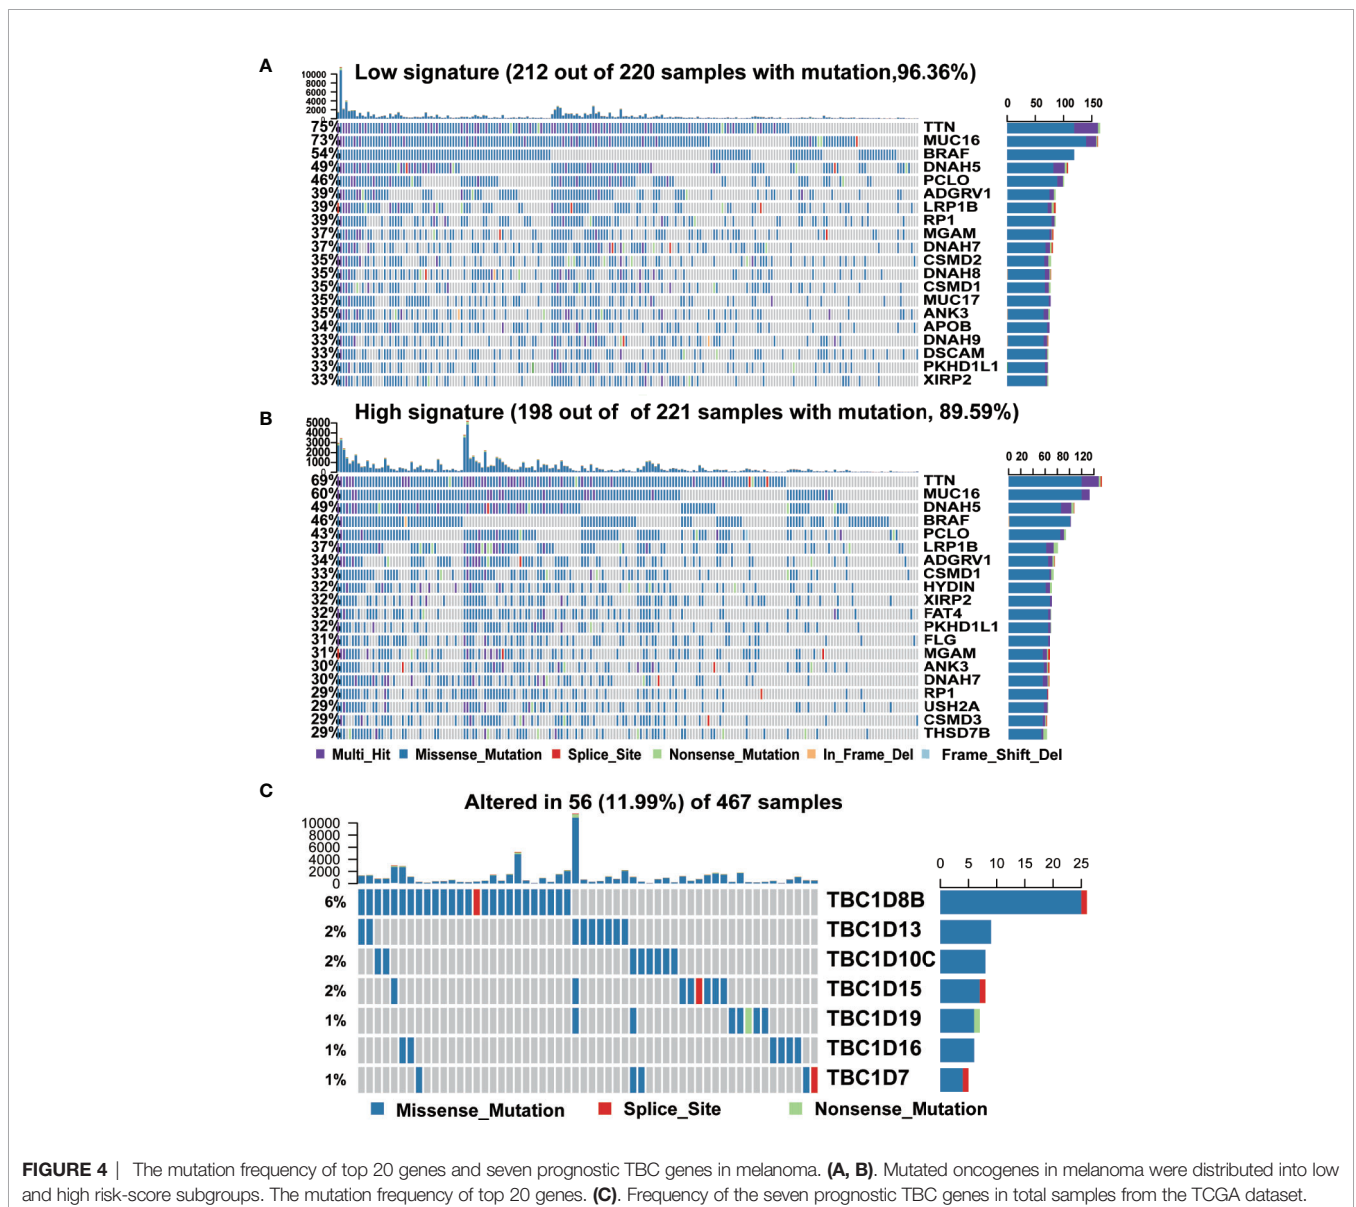 A
Low signature (212 out of 220 samples with mutation,96.36%)
10000
8000
6000
4000
2000
0
0 50 100 150
75% TTN
73% MUC16
54% BRAF
49% DNAH5
46% PCLO
39% ADGRV1
39% LRP1B
39% RP1
37% MGAM
37% DNAH7
35% CSMD2
35% DNAH8
35% CSMD1
35% MUC17
35% ANK3
34% APOB
33% DNAH9
33% DSCAM
33% PKHD1L1
33% XIRP2
B
High signature (198 out of  of 221 samples with mutation, 89.59%)
5000
4000
3000
2000
1000
0
0 20 60 80 120
69% TTN
60% MUC16
49% DNAH5
46% BRAF
43% PCLO
37% LRP1B
34% ADGRV1
33% CSMD1
32% HYDIN
32% XIRP2
32% FAT4
32% PKHD1L1
31% FLG
31% MGAM
30% ANK3
30% DNAH7
29% RP1
29% USH2A
29% CSMD3
29% THSD7B
Multi_Hit Missense_Mutation Splice_Site Nonsense_Mutation In_Frame_Del Frame_Shift_Del
C
Altered in 56 (11.99%) of 467 samples
10000
8000
6000
4000
2000
0
0 5 10 15 20 25
6% TBC1D8B
2% TBC1D13
2% TBC1D10C
2% TBC1D15
1% TBC1D19
1% TBC1D16
1% TBC1D7
Missense_Mutation Splice_Site Nonsense_Mutation
FIGURE 4 | The mutation frequency of top 20 genes and seven prognostic TBC genes in melanoma. (A, B). Mutated oncogenes in melanoma were distributed into low
and high risk-score subgroups. The mutation frequency of top 20 genes. (C). Frequency of the seven prognostic TBC genes in total samples from the TCGA dataset.